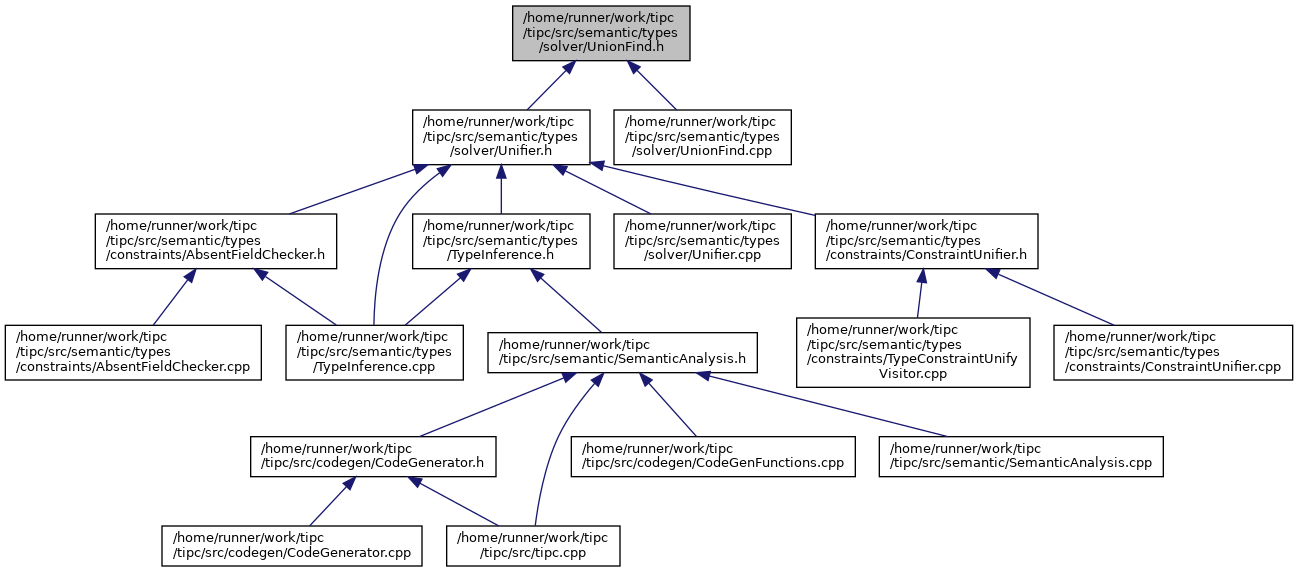 /home/runner/work/tipc
/tipc/src/semantic/types
/solver/UnionFind.h
/home/runner/work/tipc
/tipc/src/semantic/types
/solver/Unifier.h
/home/runner/work/tipc
/tipc/src/semantic/types
/solver/UnionFind.cpp
/home/runner/work/tipc
/tipc/src/semantic/types
/constraints/AbsentFieldChecker.h
/home/runner/work/tipc
/tipc/src/semantic/types
/TypeInference.h
/home/runner/work/tipc
/tipc/src/semantic/types
/solver/Unifier.cpp
/home/runner/work/tipc
/tipc/src/semantic/types
/constraints/ConstraintUnifier.h
/home/runner/work/tipc
/tipc/src/semantic/types
/constraints/AbsentFieldChecker.cpp
/home/runner/work/tipc
/tipc/src/semantic/types
/TypeInference.cpp
/home/runner/work/tipc
/tipc/src/semantic/SemanticAnalysis.h
/home/runner/work/tipc
/tipc/src/semantic/types
/constraints/TypeConstraintUnify
Visitor.cpp
/home/runner/work/tipc
/tipc/src/semantic/types
/constraints/ConstraintUnifier.cpp
/home/runner/work/tipc
/tipc/src/codegen/CodeGenerator.h
/home/runner/work/tipc
/tipc/src/codegen/CodeGenFunctions.cpp
/home/runner/work/tipc
/tipc/src/semantic/SemanticAnalysis.cpp
/home/runner/work/tipc
/tipc/src/codegen/CodeGenerator.cpp
/home/runner/work/tipc
/tipc/src/tipc.cpp